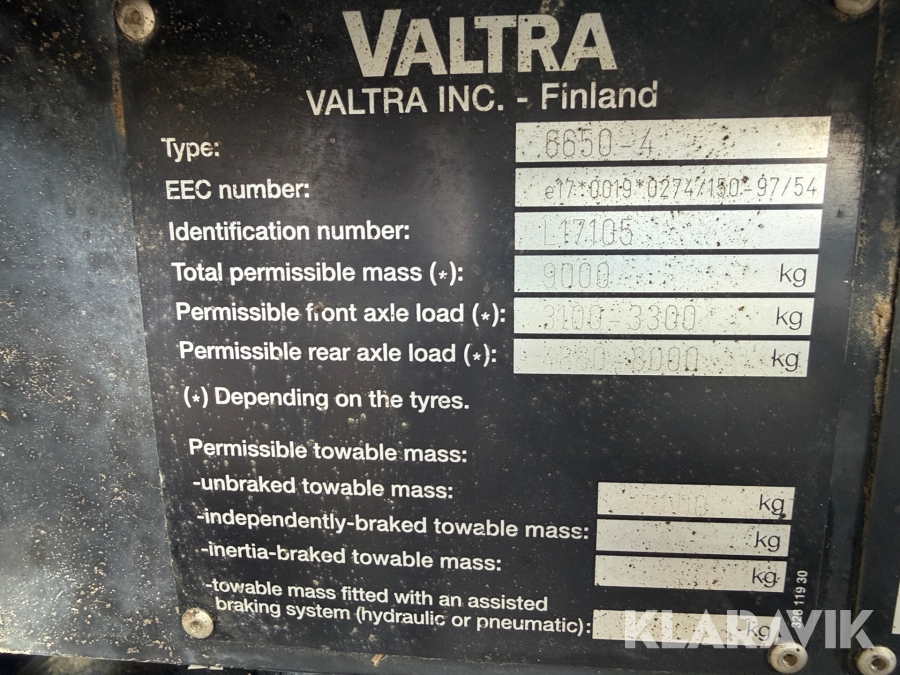 VALTRA
VALTRA INC. - Finland
Type: 6650-4
EEC number: e17*0019*0274/150-97/54
Identification number: L17105
Total permissible mass (*): 9000 kg
Permissible front axle load (*): 3100-3300 kg
Permissible rear axle load (*): kg
(*) Depending on the tyres.
Permissible towable mass:
-unbraked towable mass: kg
-independently-braked towable mass: kg
-inertia-braked towable mass: kg
-towable mass fitted with an assisted
braking system (hydraulic or pneumatic): kg
328 119 30
KLARAVIK